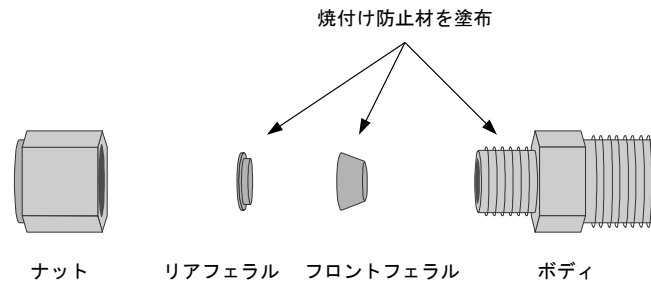 焼付け防止材を塗布
ナット
リアフェラル
フロントフェラル
ボディ